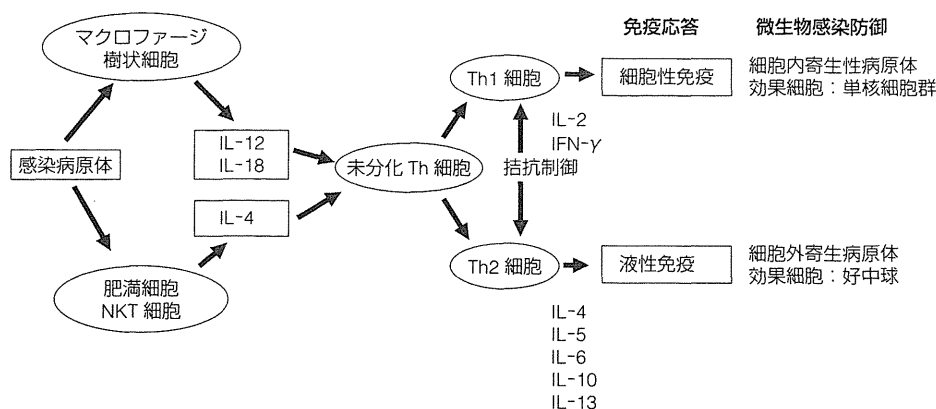 免疫応答
微生物感染防御
マクロファージ
樹状細胞
Th1 細胞
細胞性免疫
細胞内寄生性病原体
効果細胞：単核細胞群
IL-2
IFN-γ
IL-12
IL-18
感染病原体
未分化 Th 細胞
拮抗制御
IL-4
Th2 細胞
液性免疫
細胞外寄生病原体
効果細胞：好中球
肥満細胞
NKT 細胞
IL-4
IL-5
IL-6
IL-10
IL-13